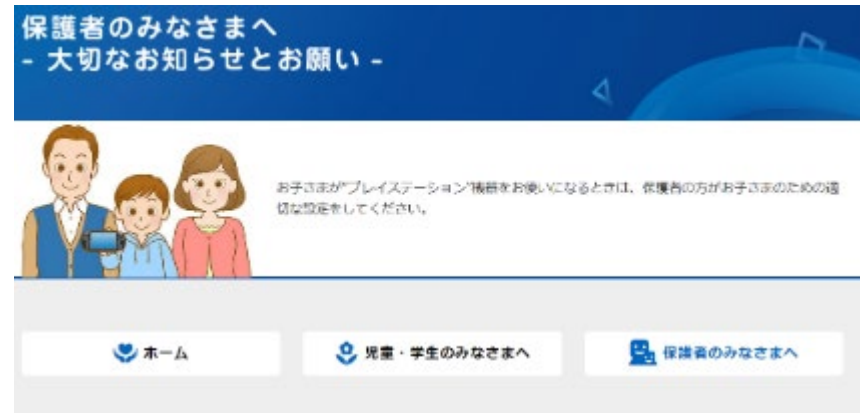 保護者のみなさまへ
- 大切なお知らせとお願い -
お子さまが"プレイステーション"機器をお使いになるときは、保護者の方がお子さまのための適
切な設定をしてください。
ホーム
児童・学生のみなさまへ
保護者のみなさまへ